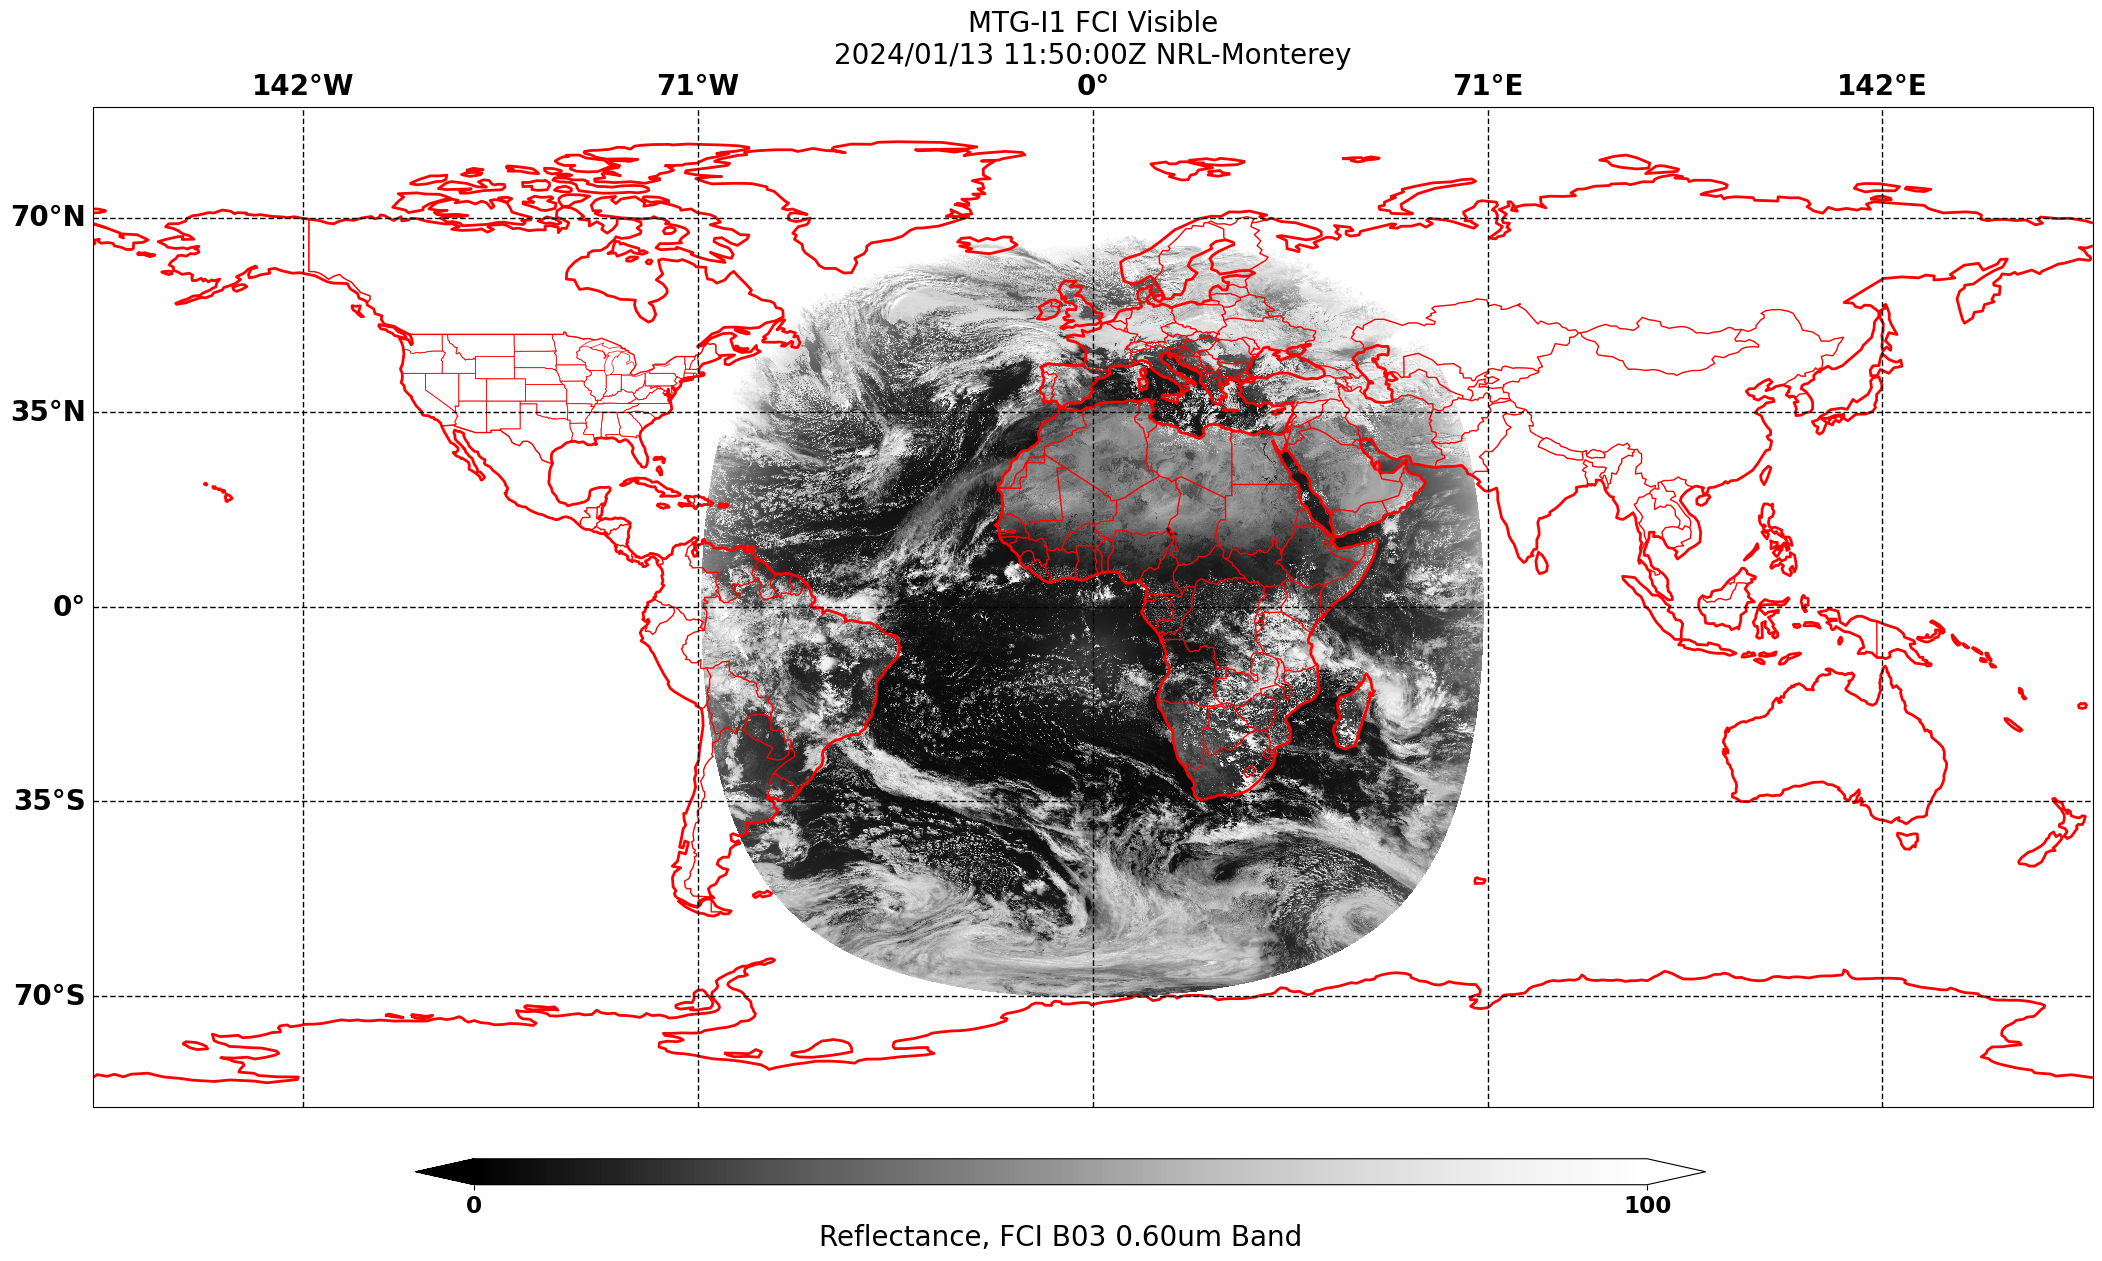 MTG-I1 FCI Visible
2024/01/13 11:50:00Z NRL-Monterey
142°W 71°W 0° 71°E 142°E
70°N
35°N
0°
35°S
70°S
0 100
Reflectance, FCI B03 0.60um Band